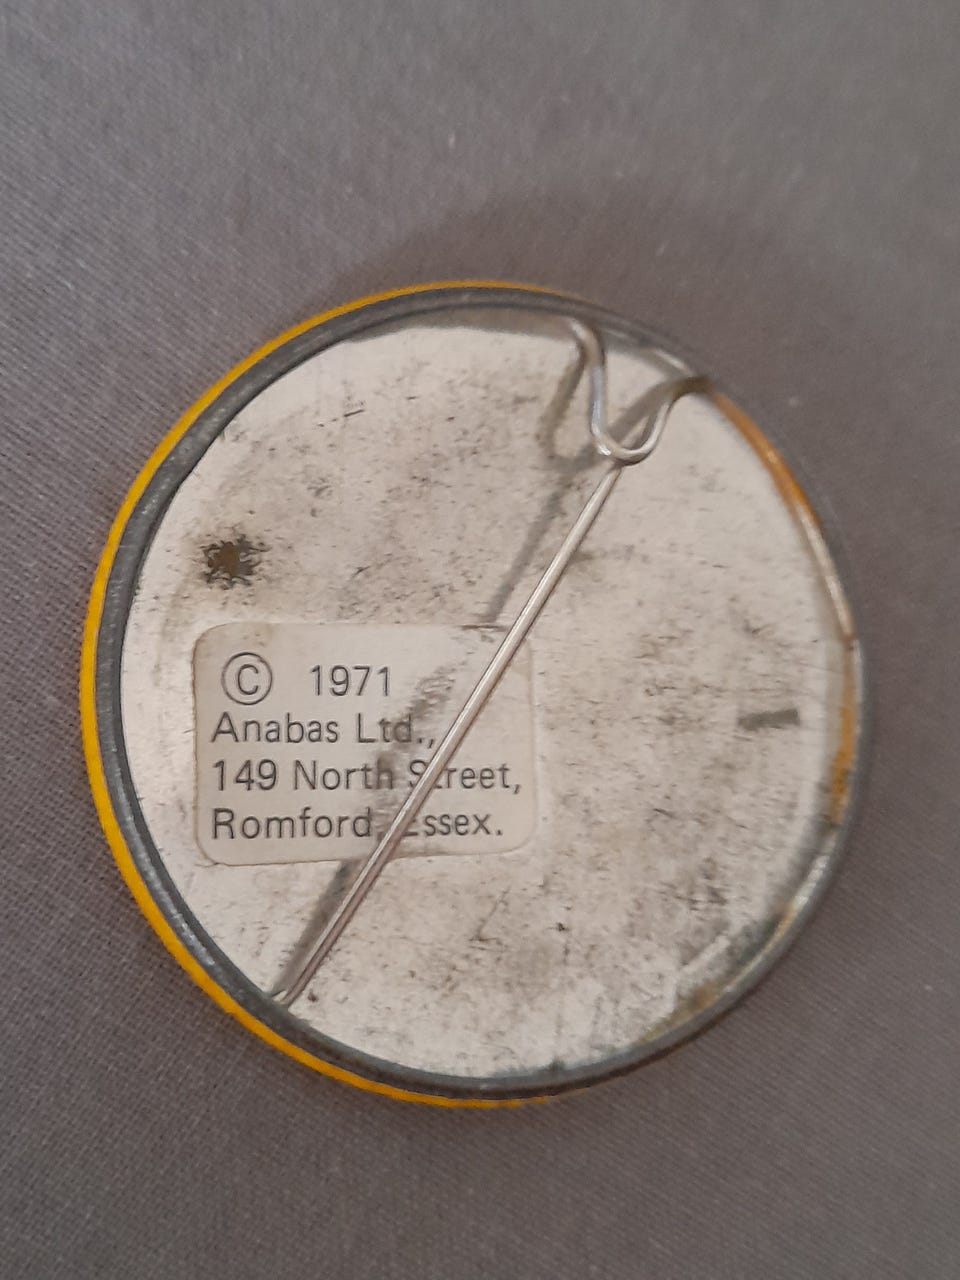 © 1971
Anabas Ltd.,
149 North Street,
Romford, Essex.